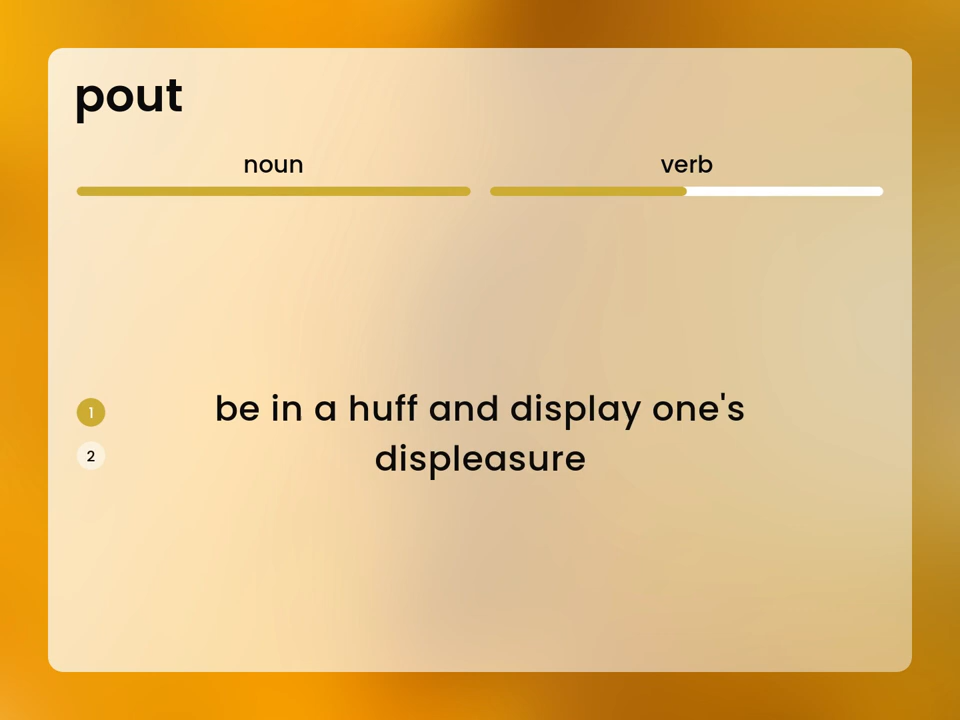 pout
noun
verb
1
2
be in a huff and display one's
displeasure